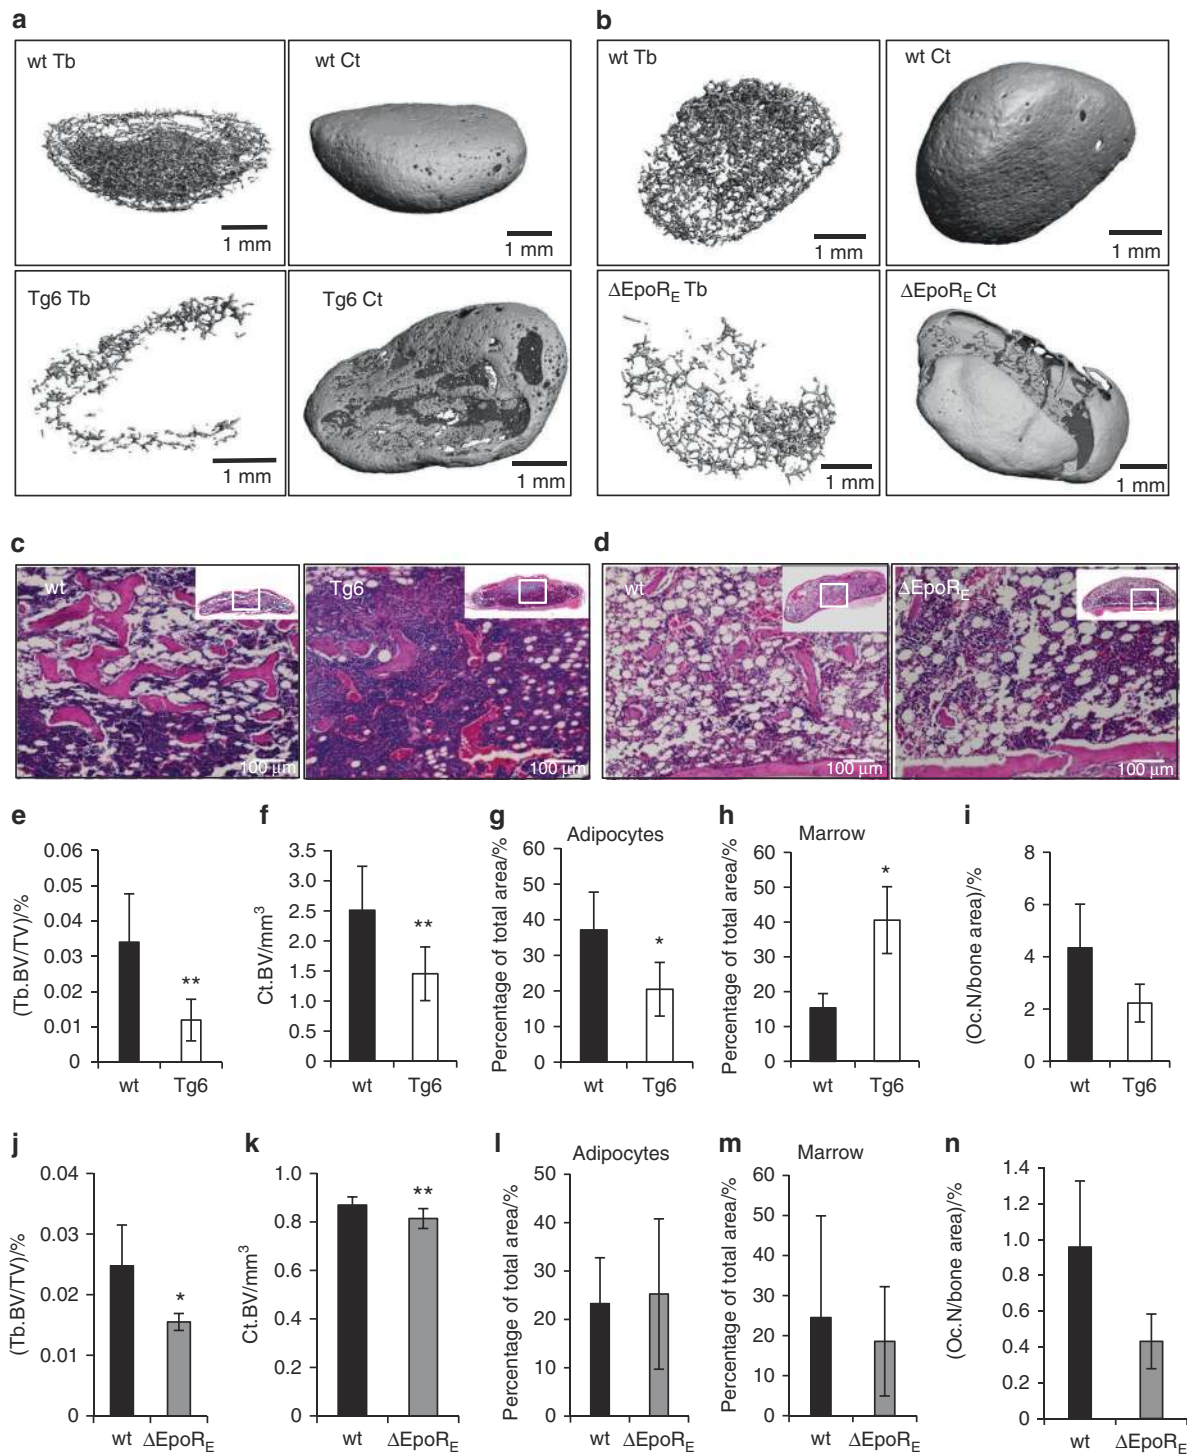 a
b
wt Tb
wt Ct
wt Tb
wt Ct
1 mm
1 mm
1 mm
1 mm
Tg6 Tb
Tg6 Ct
ΔEpoR_E Tb
ΔEpoR_E Ct
1 mm
1 mm
1 mm
1 mm
c
d
wt
Tg6
wt
ΔEpoR_E
100 μm
100 μm
100 μm
100 μm
e
f
g
h
i
(Tb.BV/TV)/%
0.06
0.05
0.04
0.03
0.02
0.01
0
**
wt Tg6
Ct.BV/mm³
3.5
3.0
2.5
2.0
1.5
1.0
0.5
0
**
wt Tg6
Adipocytes
Percentage of total area/%
60
50
40
30
20
10
0
*
wt Tg6
Marrow
Percentage of total area/%
60
50
40
30
20
10
0
*
wt Tg6
(Oc.N/bone area)/%
8
6
4
2
0
wt Tg6
j
k
l
m
n
(Tb.BV/TV)/%
0.04
0.03
0.02
0.01
0
*
wt ΔEpoR_E
Ct.BV/mm³
1.0
0.8
0.6
0.4
0.2
0
**
wt ΔEpoR_E
Adipocytes
Percentage of total area/%
50
40
30
20
10
0
wt ΔEpoR_E
Marrow
Percentage of total area/%
60
50
40
30
20
10
0
wt ΔEpoR_E
(Oc.N/bone area)/%
1.4
1.2
1.0
0.8
0.6
0.4
0.2
0
wt ΔEpoR_E